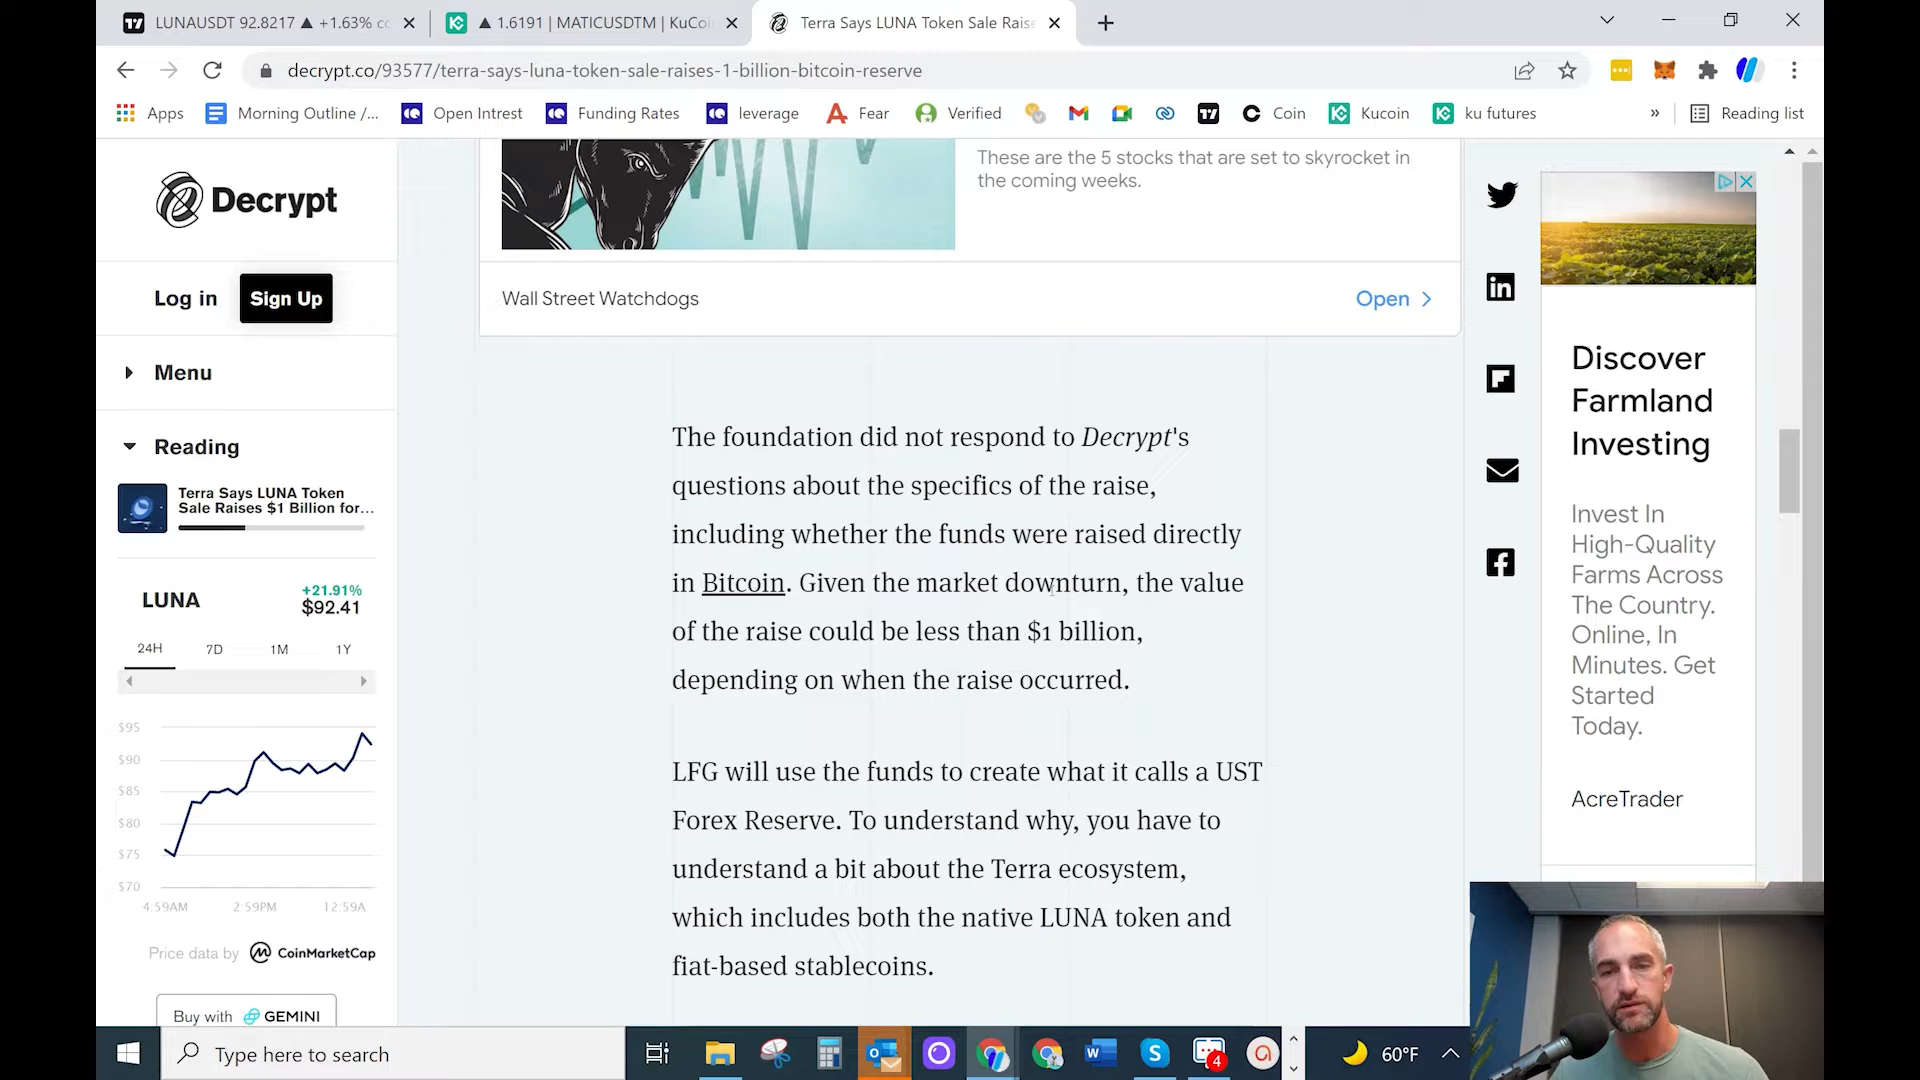 LUNAUSDT 92.8217 ▲ +1.63%
▲ 1.6191 | MATICUSDTM | KuCoi
Terra Says LUNA Token Sale Raise
decrypt.co/93577/terra-says-luna-token-sale-raises-1-billion-bitcoin-reserve
Apps
Morning Outline /...
Open Intrest
Funding Rates
leverage
Fear
Verified
Coin
Kucoin
ku futures
»
Reading list
Decrypt
Log in
Sign Up
Menu
Reading
Terra Says LUNA Token
Sale Raises $1 Billion for...
LUNA
+21.91%
$92.41
24H 7D 1M 1Y
$95
$90
$85
$80
$75
$70
4:59AM 2:59PM 12:59A
Price data by CoinMarketCap
Buy with GEMINI
These are the 5 stocks that are set to skyrocket in
the coming weeks.
Wall Street Watchdogs
Open
The foundation did not respond to Decrypt's
questions about the specifics of the raise,
including whether the funds were raised directly
in Bitcoin. Given the market downturn, the value
of the raise could be less than $1 billion,
depending on when the raise occurred.
LFG will use the funds to create what it calls a UST
Forex Reserve. To understand why, you have to
understand a bit about the Terra ecosystem,
which includes both the native LUNA token and
fiat-based stablecoins.
Discover
Farmland
Investing
Invest In
High-Quality
Farms Across
The Country.
Online, In
Minutes. Get
Started
Today.
AcreTrader
Type here to search
4
60°F